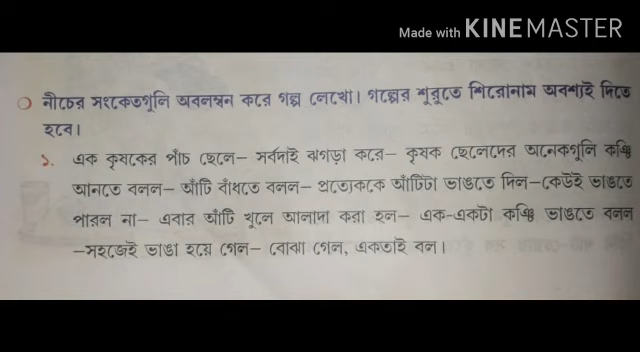 Made with KINEMASTER
নীচের সংকেতগুলি অবলম্বন করে গল্প লেখো। গল্পের শুরুতে শিরোনাম অবশ্যই দিতে
হবে।
১. এক কৃষকের পাঁচ ছেলে– সর্বদাই ঝগড়া করে– কৃষক ছেলেদের অনেকগুলি কঞ্চি
আনতে বলল– আঁটি বাঁধতে বলল– প্রত্যেককে আঁটিটা ভাঙতে দিল–কেউই ভাঙতে
পারল না– এবার আঁটি খুলে আলাদা করা হল– এক-একটা কঞ্চি ভাঙতে বলল
–সহজেই ভাঙা হয়ে গেল– বোঝা গেল, একতাই বল।